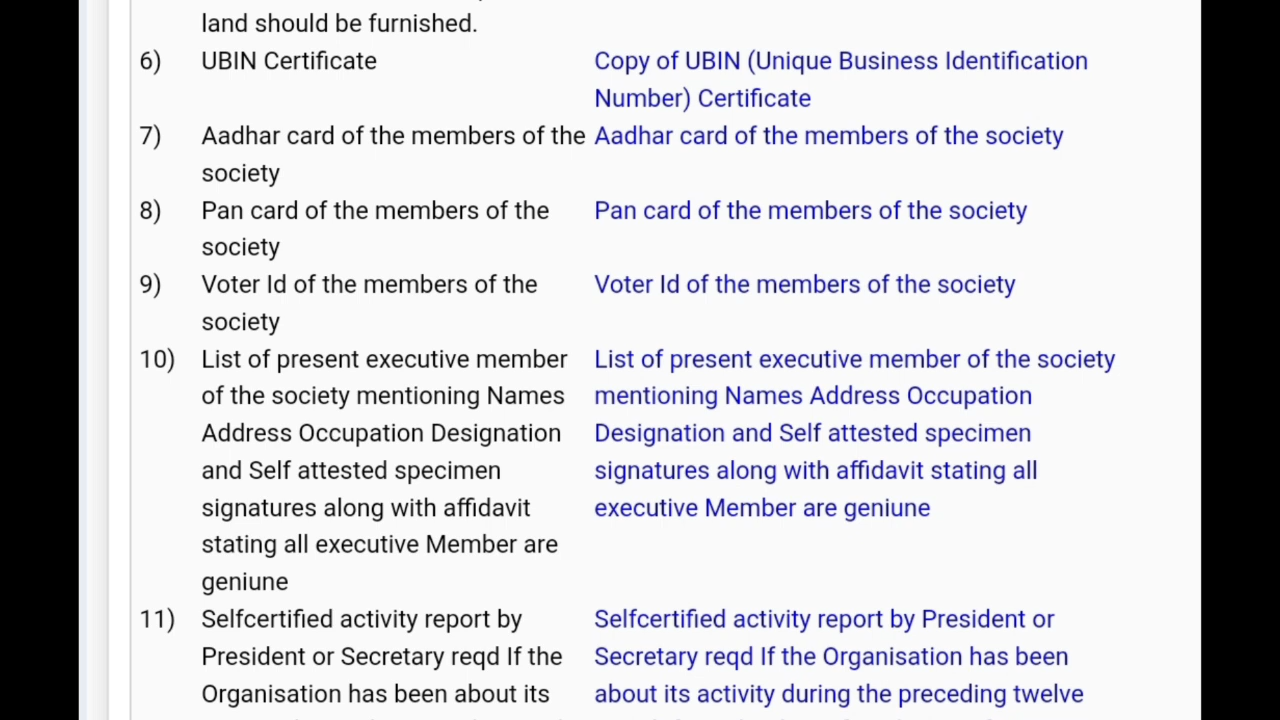 land should be furnished.
6) UBIN Certificate Copy of UBIN (Unique Business Identification
Number) Certificate
7) Aadhar card of the members of the Aadhar card of the members of the society
society
8) Pan card of the members of the Pan card of the members of the society
society
9) Voter Id of the members of the Voter Id of the members of the society
society
10) List of present executive member List of present executive member of the society
of the society mentioning Names mentioning Names Address Occupation
Address Occupation Designation Designation and Self attested specimen
and Self attested specimen signatures along with affidavit stating all
signatures along with affidavit executive Member are geniune
stating all executive Member are
geniune
11) Selfcertified activity report by Selfcertified activity report by President or
President or Secretary reqd If the Secretary reqd If the Organisation has been
Organisation has been about its about its activity during the preceding twelve